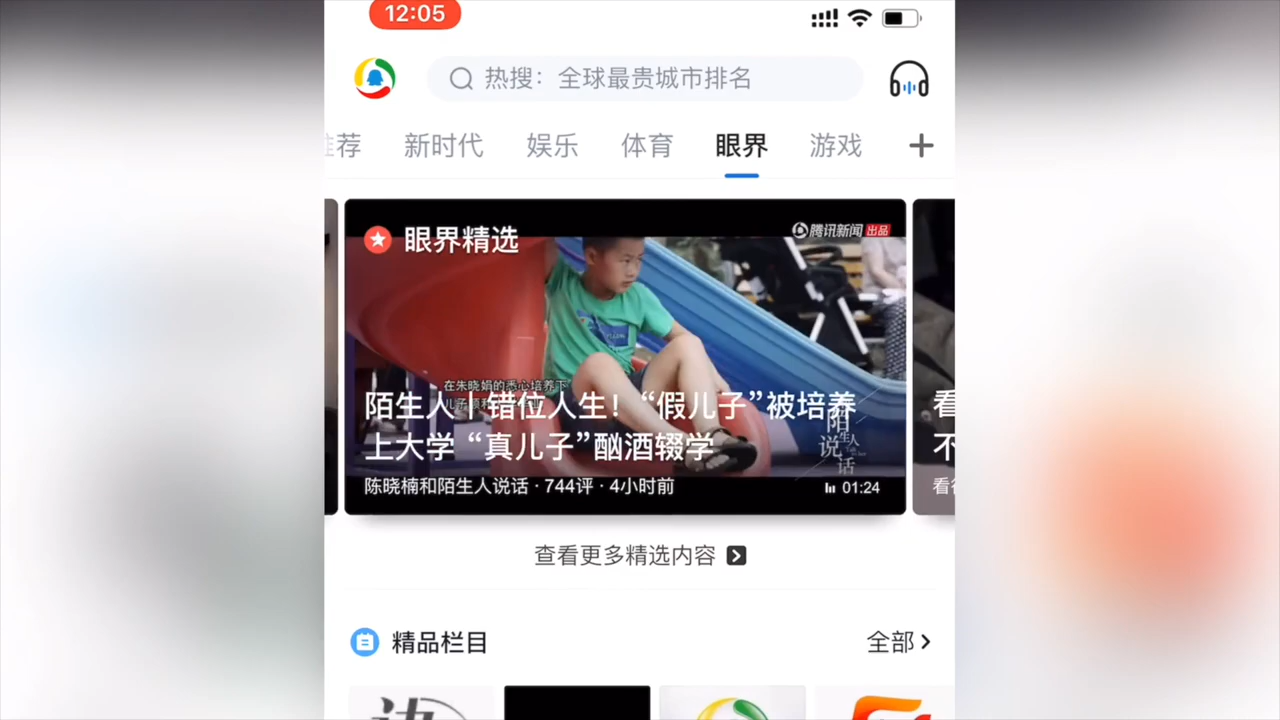 12:05
热搜：全球最贵城市排名
荐
新时代
娱乐
体育
眼界
游戏
眼界精选
腾讯新闻 出品
在朱晓娟的悉心培养下
陌生人｜错位人生！“假儿子”被培养
上大学 “真儿子”酗酒辍学
陌生人说话
陈晓楠和陌生人说话 · 744评 · 4小时前
01:24
看
不
看
查看更多精选内容
精品栏目
全部